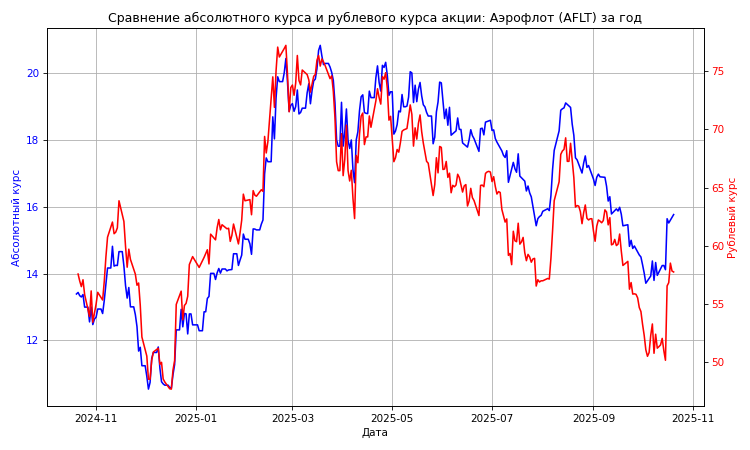 Сравнение абсолютного курса и рублевого курса акции: Аэрофлот (AFLT) за год
Абсолютный курс
20
18
16
14
12
75
70
65
60
55
50
Рублевый курс
2024-11 2025-01 2025-03 2025-05 2025-07 2025-09 2025-11
Дата